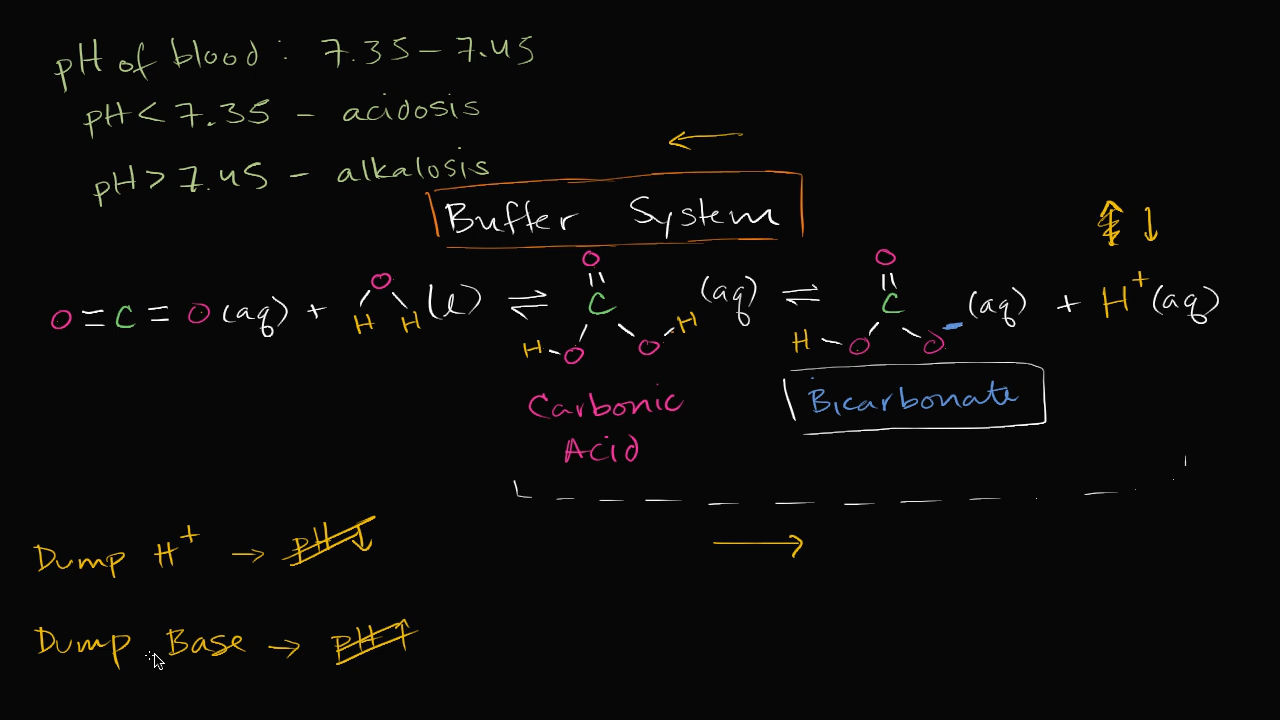 pH of blood: 7.35 – 7.45
pH < 7.35 – acidosis
pH > 7.45 – alkalosis
←
Buffer System
↑ ↓
O=C=O (aq) + H O H (l) ⇌ H O C O O H (aq) ⇌ H O C O O⁻ (aq) + H⁺ (aq)
Carbonic Bicarbonate
Acid
→
Dump H⁺ → pH↓
Dump Base → pH↑